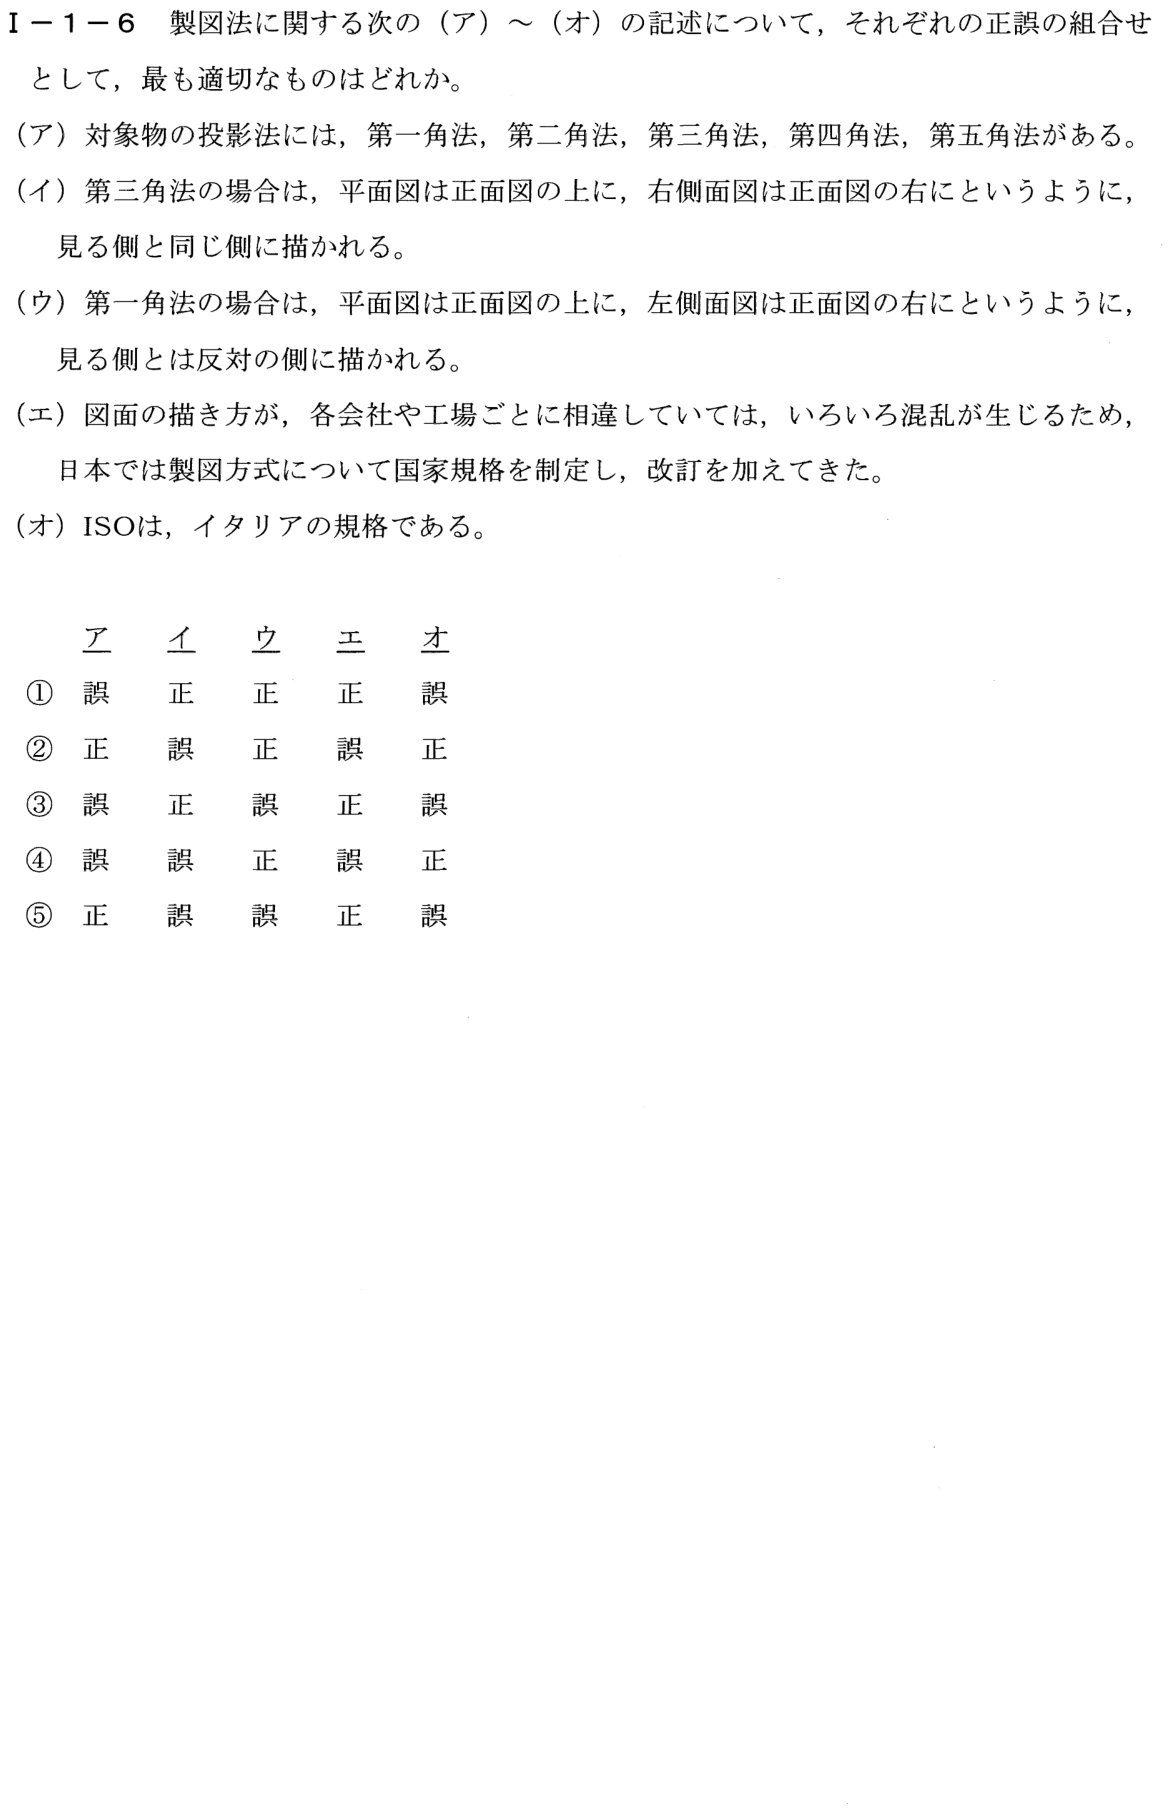 Ⅰ－１－６　製図法に関する次の（ア）～（オ）の記述について，それぞれの正誤の組合せ
として，最も適切なものはどれか。
（ア）対象物の投影法には，第一角法，第二角法，第三角法，第四角法，第五角法がある。
（イ）第三角法の場合は，平面図は正面図の上に，右側面図は正面図の右にというように，
見る側と同じ側に描かれる。
（ウ）第一角法の場合は，平面図は正面図の上に，左側面図は正面図の右にというように，
見る側とは反対の側に描かれる。
（エ）図面の描き方が，各会社や工場ごとに相違していては，いろいろ混乱が生じるため，
日本では製図方式について国家規格を制定し，改訂を加えてきた。
（オ）ISOは，イタリアの規格である。
ア　イ　ウ　エ　オ
①　誤　正　正　正　誤
②　正　誤　正　誤　正
③　誤　正　誤　正　誤
④　誤　誤　正　誤　正
⑤　正　誤　誤　正　誤